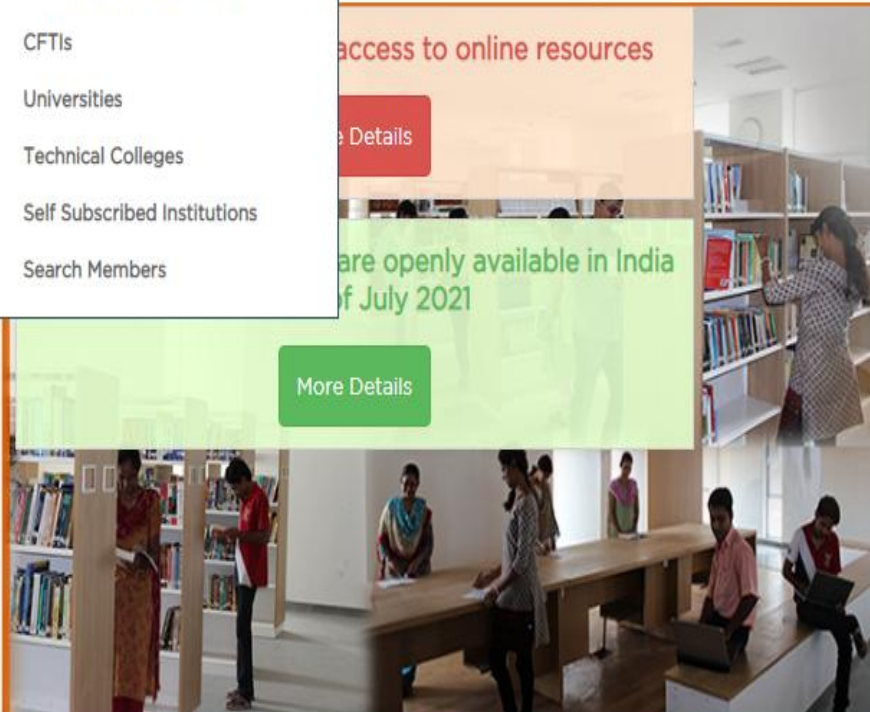 CFTIs
Universities
Technical Colleges
Self Subscribed Institutions
Search Members
access to online resources
Details
are openly available in India
July 2021
More Details